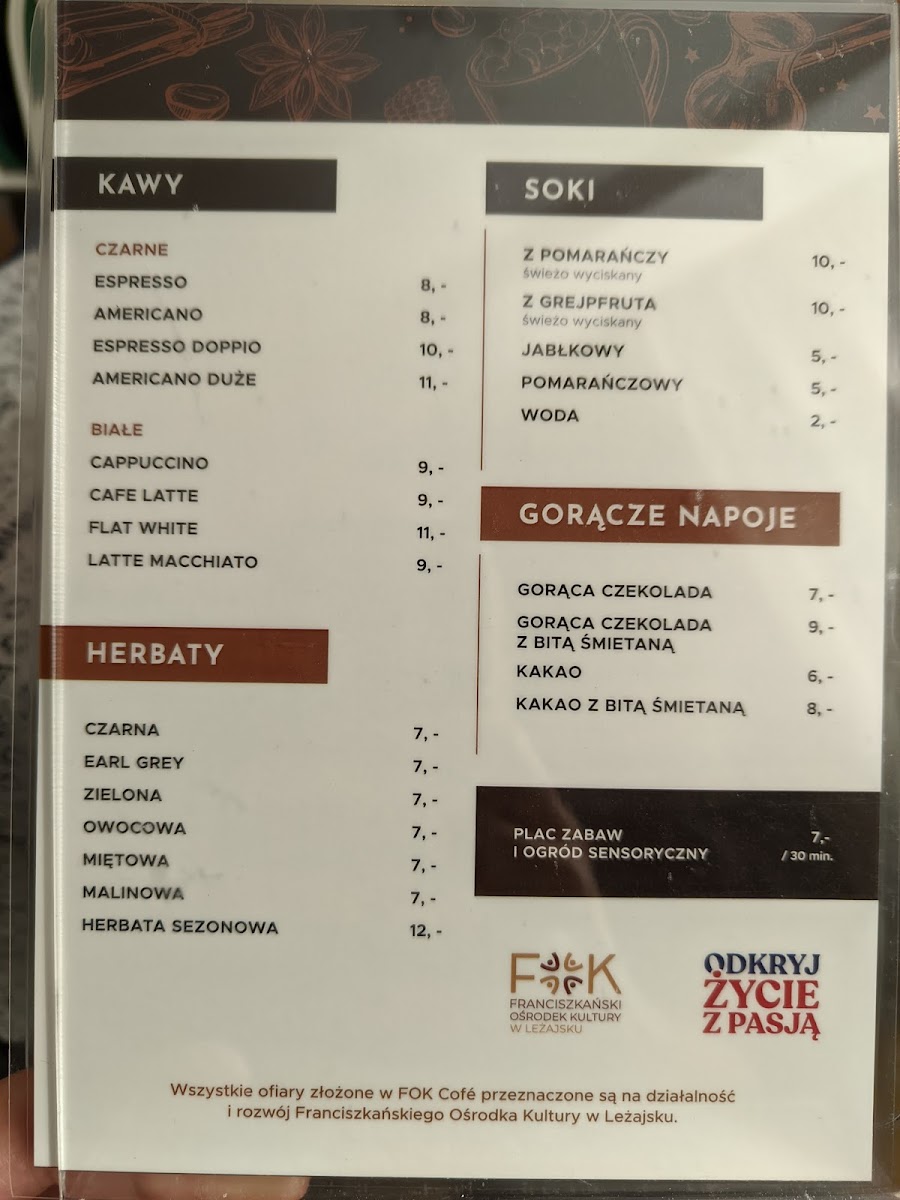 KAWY
CZARNE
ESPRESSO 8,-
AMERICANO 8,-
ESPRESSO DOPPIO 10,-
AMERICANO DUŻE 11,-
BIAŁE
CAPPUCCINO 9,-
CAFE LATTE 9,-
FLAT WHITE 11,-
LATTE MACCHIATO 9,-
HERBATY
CZARNA 7,-
EARL GREY 7,-
ZIELONA 7,-
OWOCOWA 7,-
MIĘTOWA 7,-
MALINOWA 7,-
HERBATA SEZONOWA 12,-
SOKI
Z POMARAŃCZY 10,-
świeżo wyciskany
Z GREJPFRUTA 10,-
świeżo wyciskany
JABŁKOWY 5,-
POMARAŃCZOWY 5,-
WODA 2,-
GORĄCZE NAPOJE
GORĄCA CZEKOLADA 7,-
GORĄCA CZEKOLADA 9,-
Z BITĄ ŚMIETANĄ
KAKAO 6,-
KAKAO Z BITĄ ŚMIETANĄ 8,-
PLAC ZABAW 7,-
I OGRÓD SENSORYCZNY / 30 min.
FOK
FRANCISZKAŃSKI
OŚRODEK KULTURY
W LEŻAJSKU
ODKRYJ
ŻYCIE
Z PASJĄ
Wszystkie ofiary złożone w FOK Café przeznaczone są na działalność
i rozwój Franciszkańskiego Ośrodka Kultury w Leżajsku.